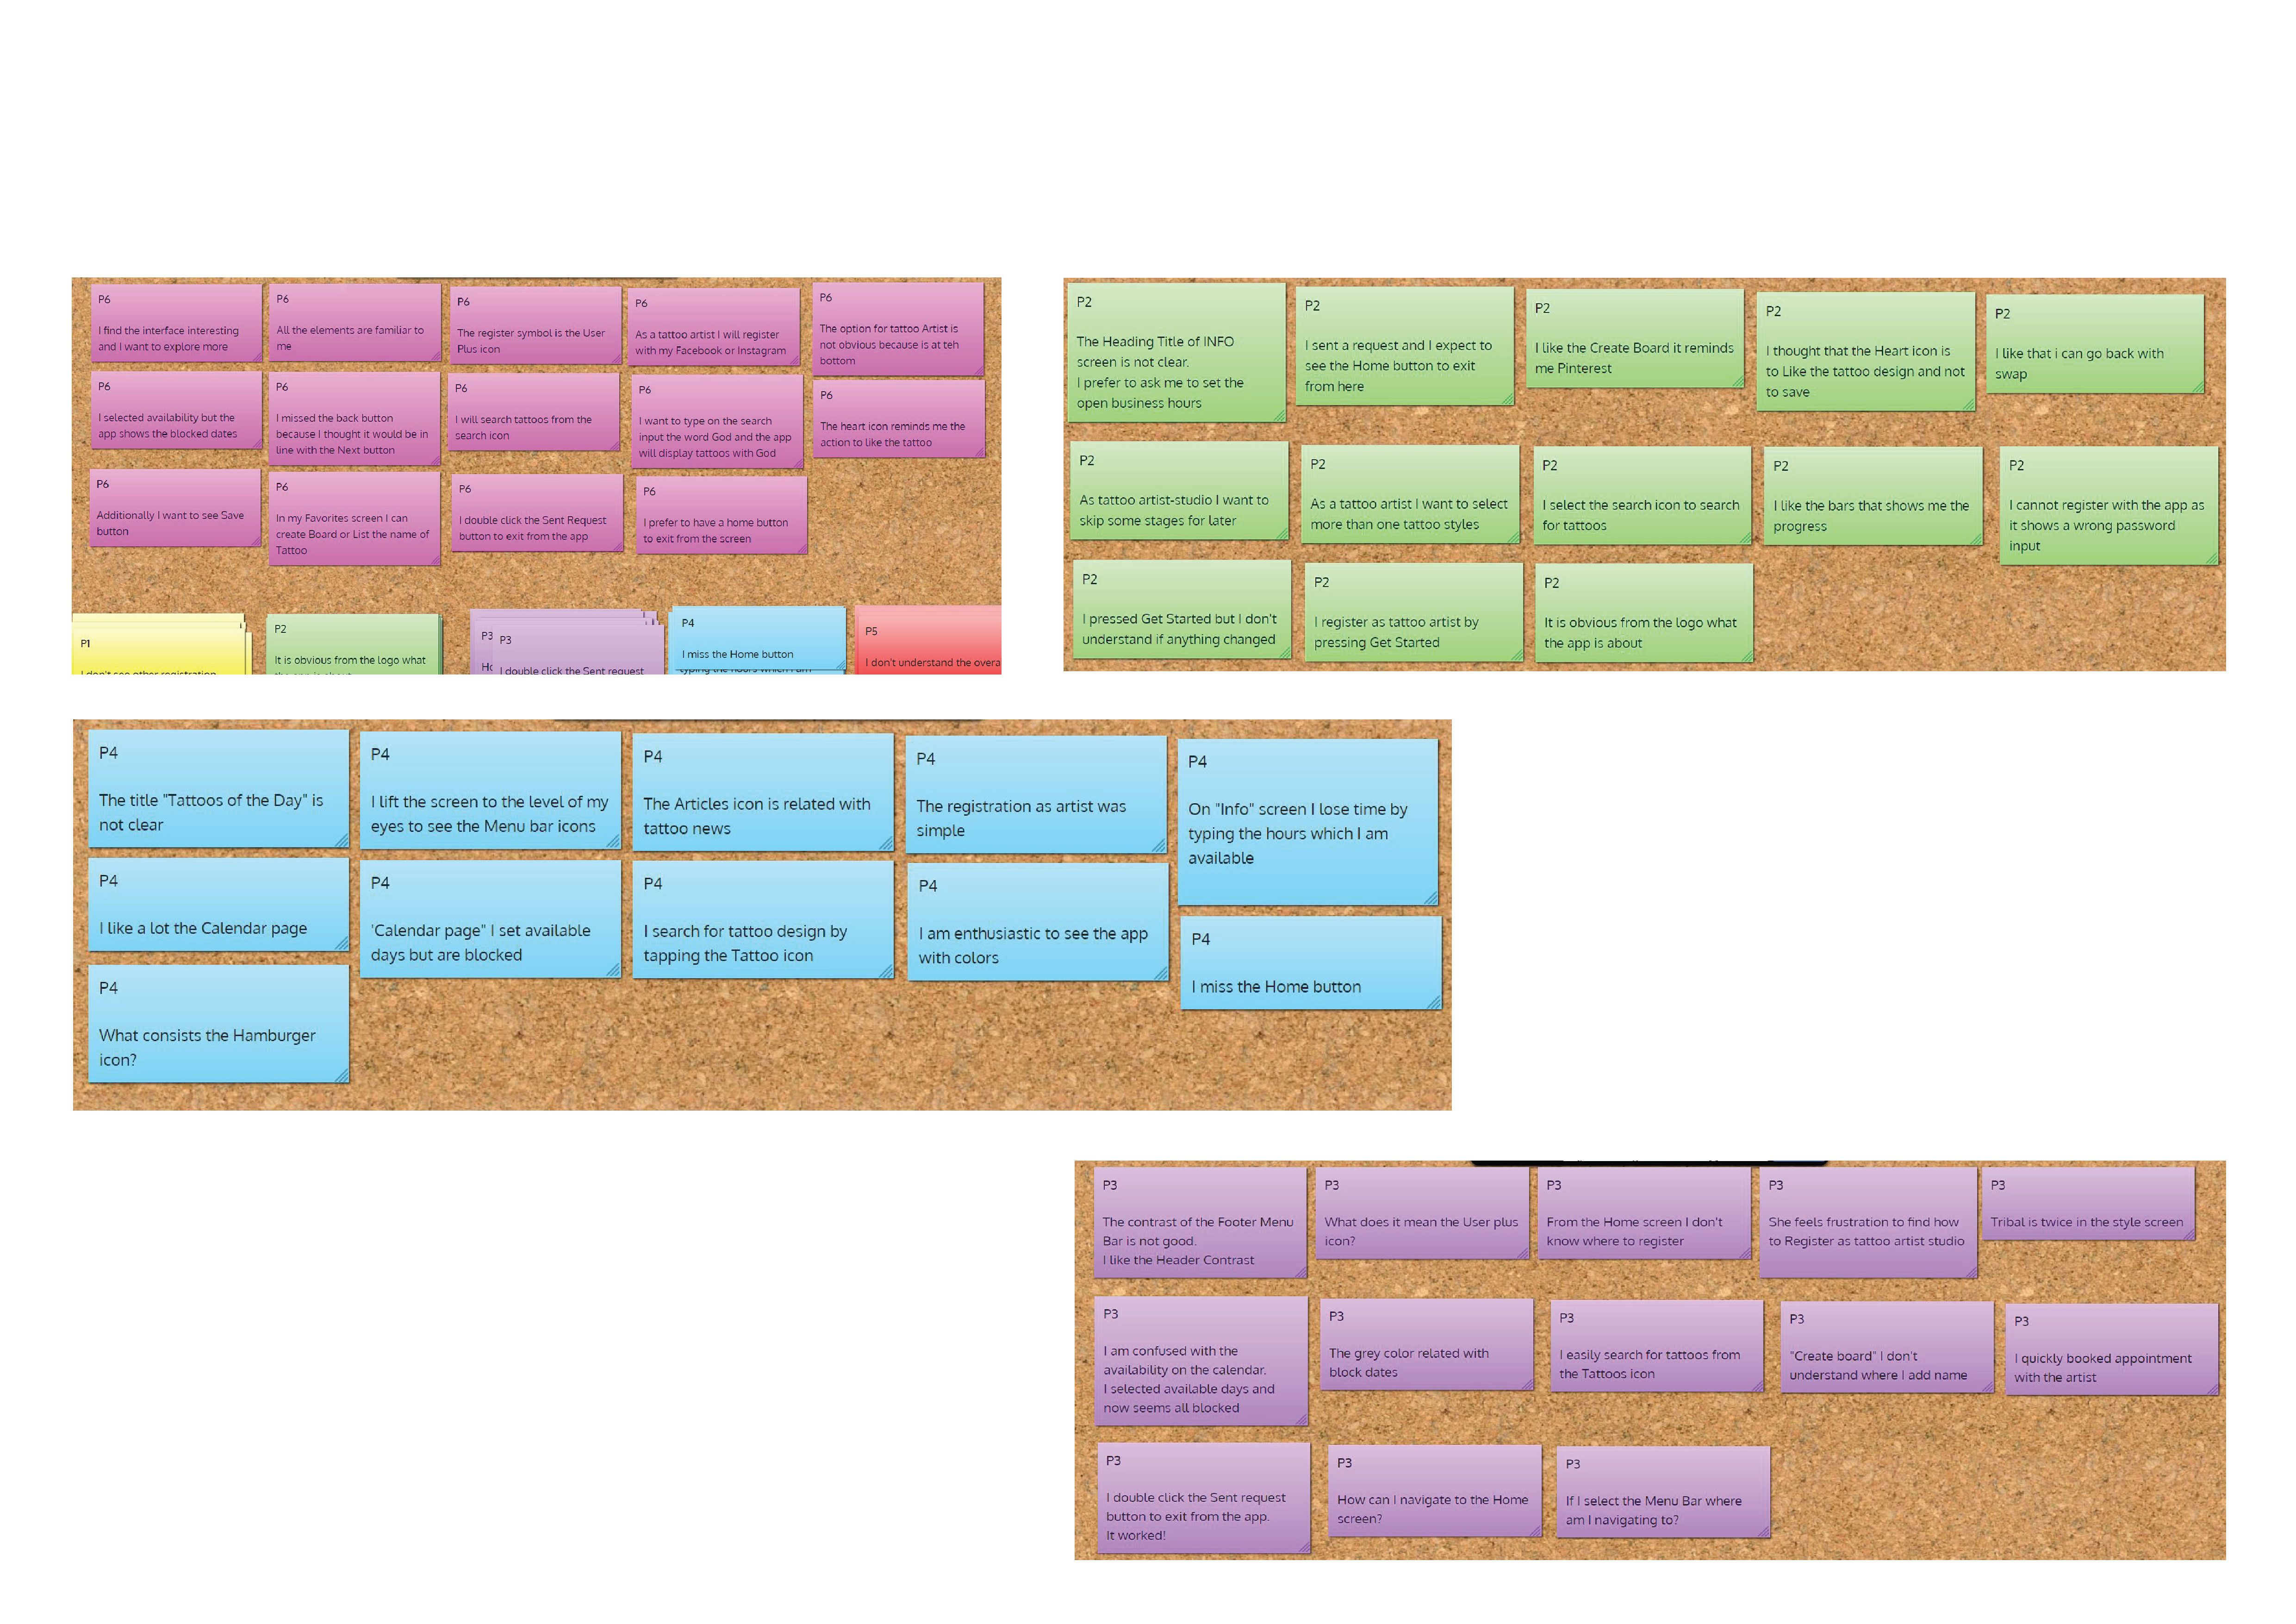 P6
I find the interface interesting
and I want to explore more
P6
All the elements are familiar to
me
P6
The register symbol is the User
Plus icon
P6
As a tattoo artist I will register
with my Facebook or Instagram
P6
The option for tattoo Artist is
not obvious because is at teh
bottom
P6
I selected availability but the
app shows the blocked dates
P6
I missed the back button
because I thought it would be in
line with the Next button
P6
I will search tattoos from the
search icon
P6
I want to type on the search
input the word God and the app
will display tattoos with God
P6
The heart icon reminds me the
action to like the tattoo
P6
Additionally I want to see Save
button
P6
In my Favorites screen I can
create Board or List the name of
Tattoo
P6
I double click the Sent Request
button to exit from the app
P6
I prefer to have a home button
to exit from the screen
P1
I don't see other registration
P2
It is obvious from the logo what
the app is about
P3
P3
I double click the Sent request
P4
I miss the Home button
typing the hours which I am
P5
I don't understand the overa
P2
The Heading Title of INFO
screen is not clear.
I prefer to ask me to set the
open business hours
P2
I sent a request and I expect to
see the Home button to exit
from here
P2
I like the Create Board it reminds
me Pinterest
P2
I thought that the Heart icon is
to Like the tattoo design and not
to save
P2
I like that i can go back with
swap
P2
As tattoo artist-studio I want to
skip some stages for later
P2
As a tattoo artist I want to select
more than one tattoo styles
P2
I select the search icon to search
for tattoos
P2
I like the bars that shows me the
progress
P2
I cannot register with the app as
it shows a wrong password
input
P2
I pressed Get Started but I don't
understand if anything changed
P2
I register as tattoo artist by
pressing Get Started
P2
It is obvious from the logo what
the app is about
P4
The title "Tattoos of the Day" is
not clear
P4
I lift the screen to the level of my
eyes to see the Menu bar icons
P4
The Articles icon is related with
tattoo news
P4
The registration as artist was
simple
P4
On "Info" screen I lose time by
typing the hours which I am
available
P4
I like a lot the Calendar page
P4
'Calendar page" I set available
days but are blocked
P4
I search for tattoo design by
tapping the Tattoo icon
P4
I am enthusiastic to see the app
with colors
P4
I miss the Home button
P4
What consists the Hamburger
icon?
P3
The contrast of the Footer Menu
Bar is not good.
I like the Header Contrast
P3
What does it mean the User plus
icon?
P3
From the Home screen I don't
know where to register
P3
She feels frustration to find how
to Register as tattoo artist studio
P3
Tribal is twice in the style screen
P3
I am confused with the
availability on the calendar.
I selected available days and
now seems all blocked
P3
The grey color related with
block dates
P3
I easily search for tattoos from
the Tattoos icon
P3
"Create board" I don't
understand where I add name
P3
I quickly booked appointment
with the artist
P3
I double click the Sent request
button to exit from the app.
It worked!
P3
How can I navigate to the Home
screen?
P3
If I select the Menu Bar where
am I navigating to?